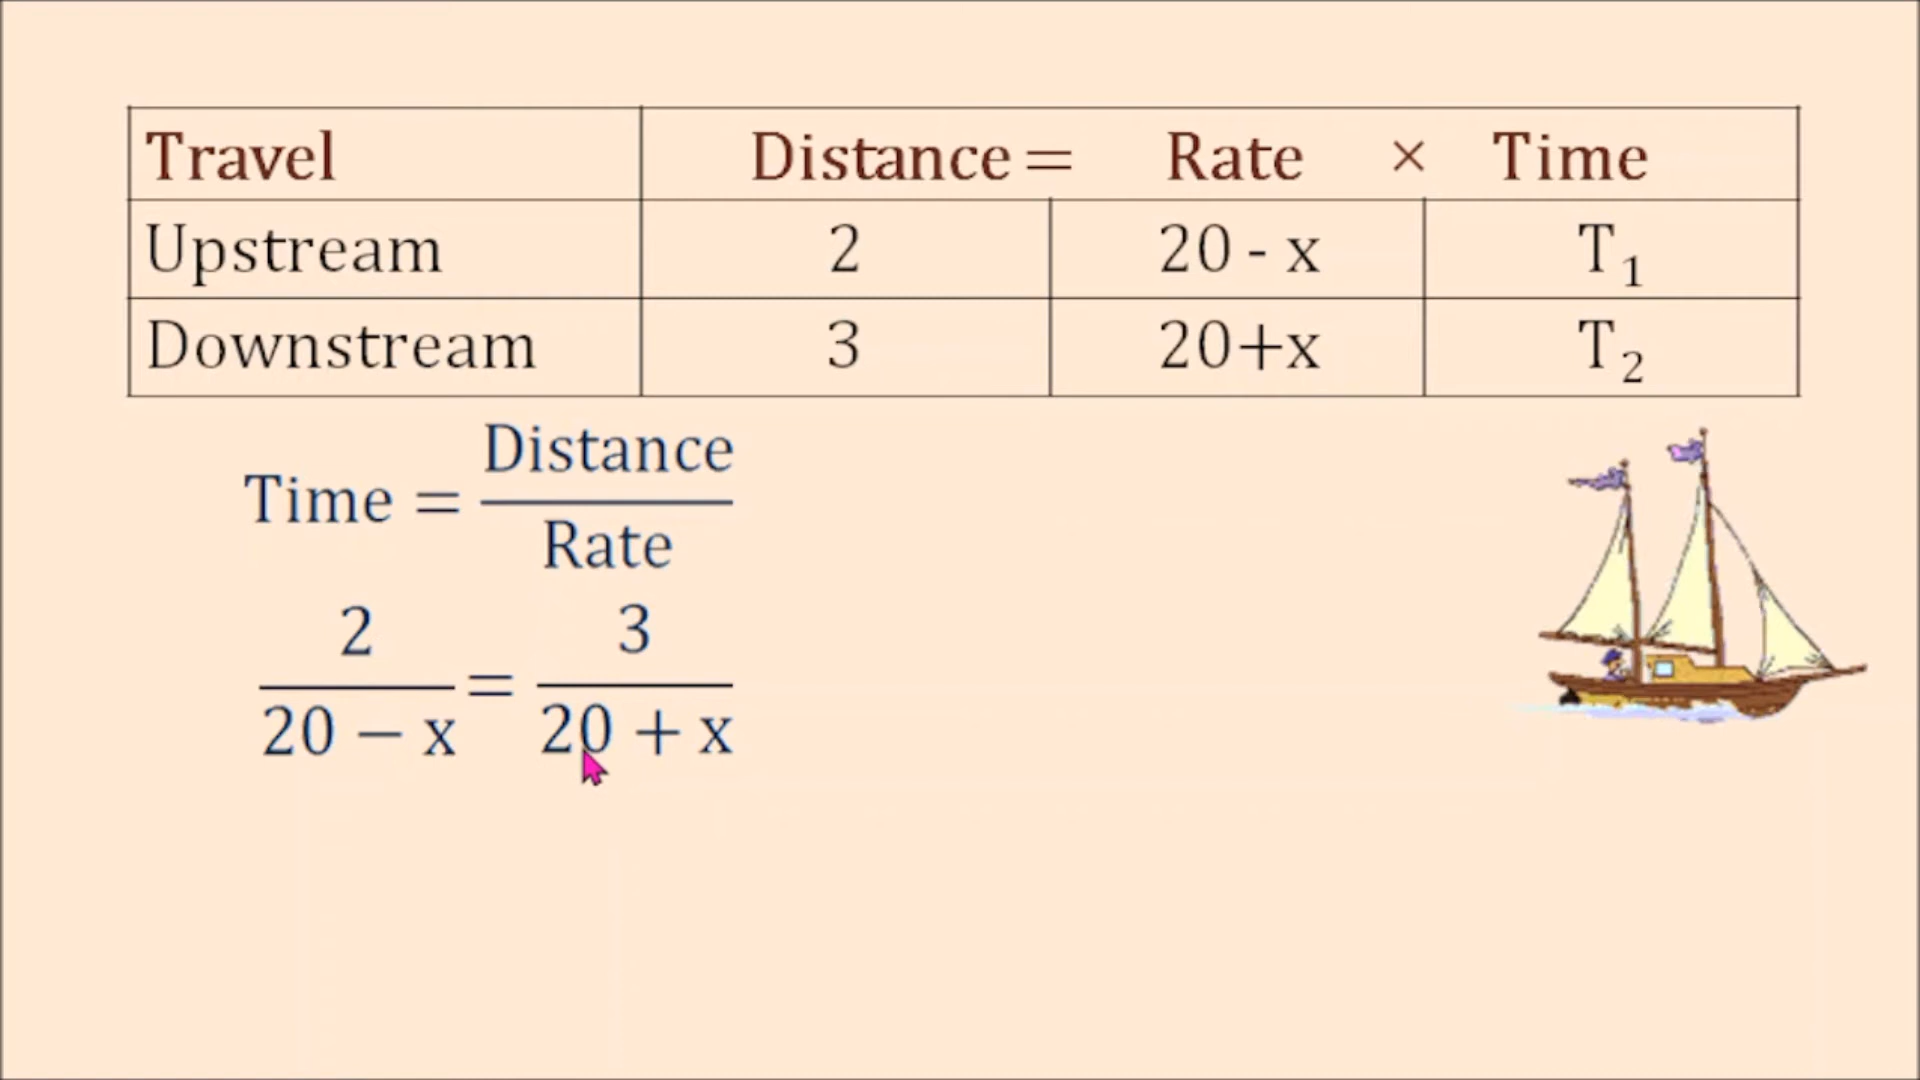 Travel Distance = Rate × Time
Upstream 2 20 - x T₁
Downstream 3 20+x T₂
Time = Distance / Rate
2 / 20 − x = 3 / 20 + x